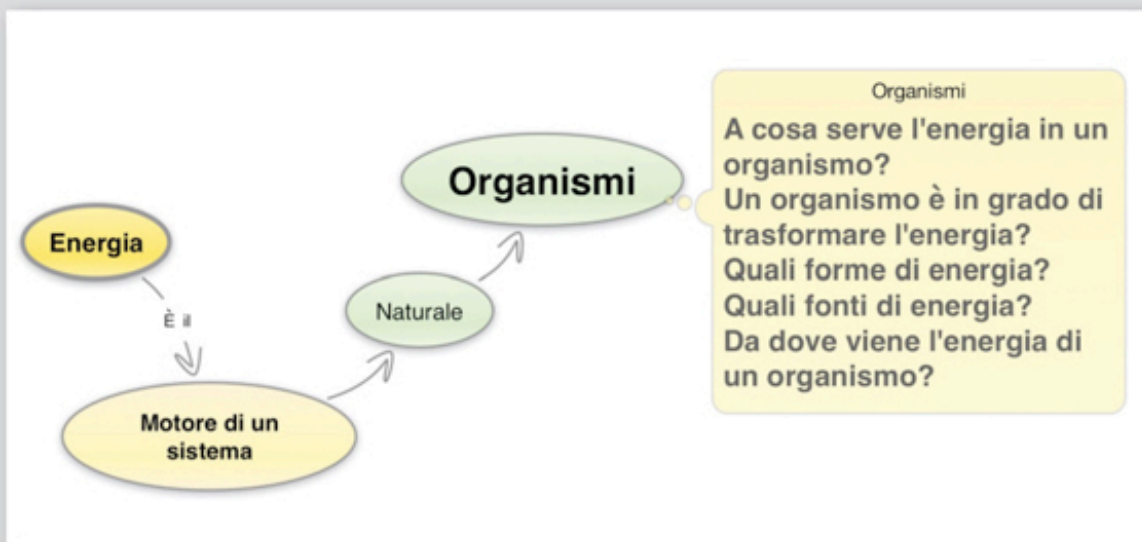 Organismi
A cosa serve l'energia in un
organismo?
Un organismo è in grado di
trasformare l'energia?
Quali forme di energia?
Quali fonti di energia?
Da dove viene l'energia di
un organismo?
Organismi
Energia
Naturale
È il
Motore di un
sistema